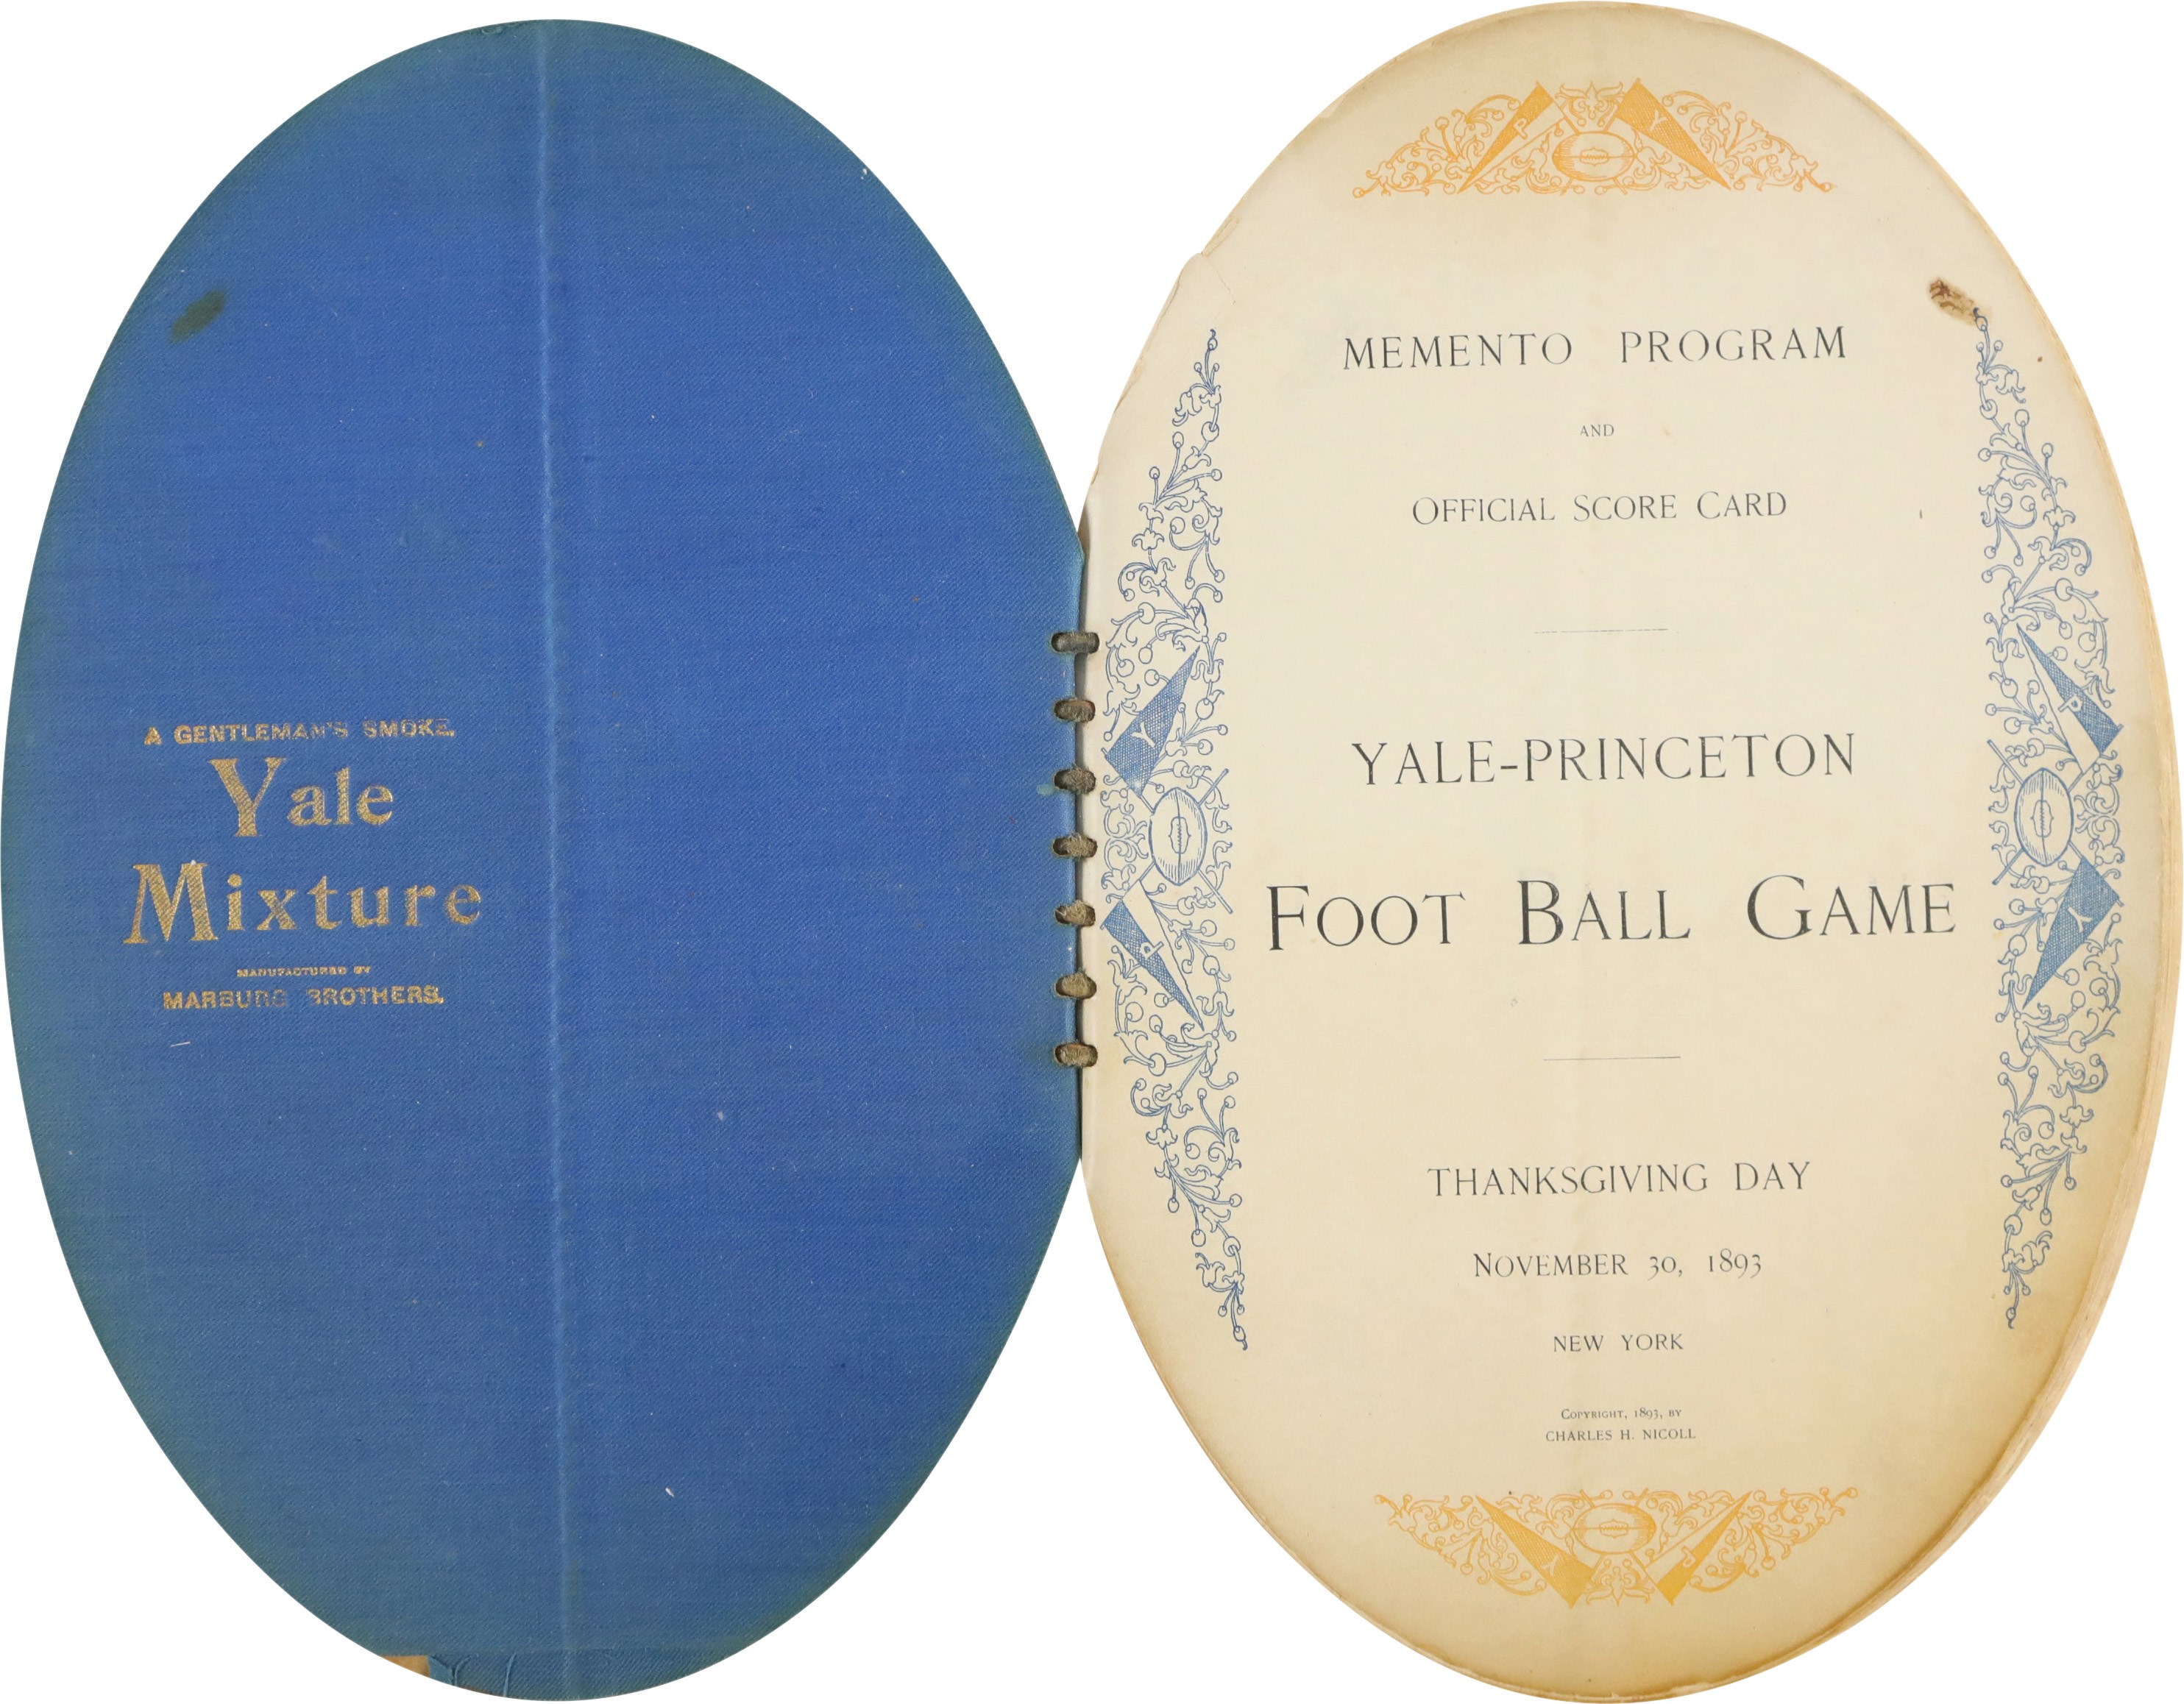 A GENTLEMAN'S SMOKE.
Yale
Mixture
MANUFACTURED BY
MARBURG BROTHERS.
P
Y
MEMENTO PROGRAM
AND
OFFICIAL SCORE CARD
YALE-PRINCETON
FOOT BALL GAME
THANKSGIVING DAY
NOVEMBER 30, 1893
NEW YORK
COPYRIGHT, 1893, BY
CHARLES H. NICOLL
Y
P
P
Y
Y
P